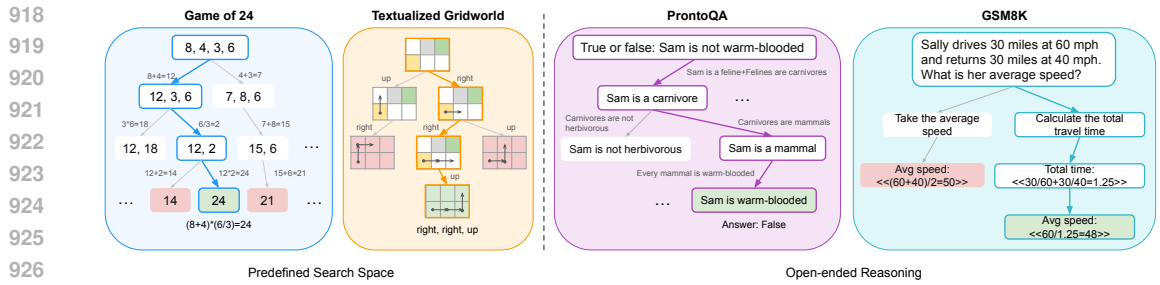 918
919
920
921
922
923
924
925
926
Game of 24
8, 4, 3, 6
8+4=12
4+3=7
12, 3, 6
7, 8, 6
3*6=18
6/3=2
7+8=15
12, 18
12, 2
15, 6
...
12+2=14
12*2=24
15+6=21
...
14
24
21
...
(8+4)*(6/3)=24
Textualized Gridworld
up
right
right
right
up
up
right, right, up
Predefined Search Space
ProntoQA
True or false: Sam is not warm-blooded
Sam is a feline+Felines are carnivores
Sam is a carnivore
...
Carnivores are not
herbivorous
Carnivores are mammals
Sam is not herbivorous
Sam is a mammal
Every mammal is warm-blooded
...
Sam is warm-blooded
Answer: False
GSM8K
Sally drives 30 miles at 60 mph
and returns 30 miles at 40 mph.
What is her average speed?
Take the average
speed
Calculate the total
travel time
Avg speed:
<<(60+40)/2=50>>
Total time:
<<30/60+30/40=1.25>>
Avg speed:
<<60/1.25=48>>
Open-ended Reasoning